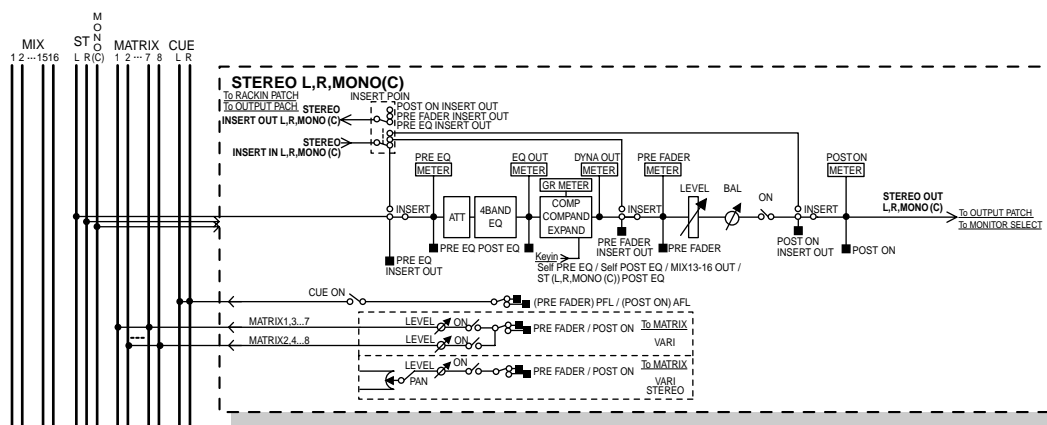 MIX
1 2 ... 15 16
ST
L R
MONO
(C)
MATRIX
1 2 ... 7 8
CUE
L R
STEREO L,R,MONO(C)
To RACKIN PATCH
To OUTPUT PACH
INSERT POIN
STEREO
INSERT OUT L,R,MONO (C)
POST ON INSERT OUT
PRE FADER INSERT OUT
PRE EQ INSERT OUT
STEREO
INSERT IN L,R,MONO (C)
PRE EQ
METER
EQ OUT
METER
DYNA OUT
METER
PRE FADER
METER
POST ON
METER
GR METER
LEVEL
BAL
ON
INSERT
ATT
4BAND
EQ
COMP
COMPAND
EXPAND
INSERT
INSERT
STEREO OUT
L,R,MONO (C)
To OUTPUT PATCH
To MONITOR SELECT
PRE EQ
POST EQ
PRE FADER
INSERT OUT
PRE FADER
POST ON
INSERT OUT
POST ON
PRE EQ
INSERT OUT
Keyin
Self PRE EQ / Self POST EQ / MIX13-16 OUT /
ST (L,R,MONO (C)) POST EQ
CUE ON
(PRE FADER) PFL / (POST ON) AFL
MATRIX1,3...7
LEVEL
ON
PRE FADER / POST ON
To MATRIX
VARI
MATRIX2,4...8
LEVEL
ON
LEVEL
ON
PAN
PRE FADER / POST ON
To MATRIX
VARI
STEREO